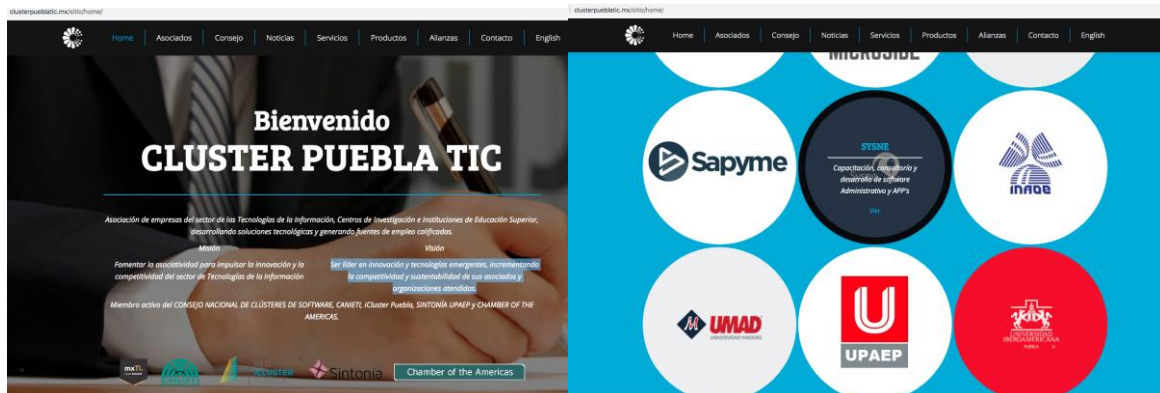 clusterpueblatic.mx/sitio/home/
Home Asociados Consejo Noticias Servicios Productos Alianzas Contacto English
Bienvenido
CLUSTER PUEBLA TIC
Asociación de empresas del sector de las Tecnologías de la Información, Centros de Investigación e Instituciones de Educación Superior,
desarrollando soluciones tecnológicas y generando fuentes de empleo calificadas.
Misión
Fomentar la asociatividad para impulsar la innovación y la
competitividad del sector de Tecnologías de la Información
Visión
Ser líder en innovación y tecnologías emergentes, incrementando
la competitividad y sustentabilidad de sus asociados y
organizaciones atendidas.
Miembro activo del CONSEJO NACIONAL DE CLÚSTERES DE SOFTWARE, CANIETI, iCluster Puebla, SINTONÍA UPAEP y CHAMBER OF THE
AMERICAS.
mxTI
CANIETI
iCLUSTER
Sintonía
Chamber of the Americas
clusterpueblatic.mx/sitio/home/
Home Asociados Consejo Noticias Servicios Productos Alianzas Contacto English
MICROSIDE
Sapyme
SYSNE
Capacitación, consultoría y
desarrollo de software
Administrativo y APP's
Ver
INAOE
UMAD
UNIVERSIDAD MADERO
UPAEP
UNIVERSIDAD
IBEROAMERICANA
PUEBLA